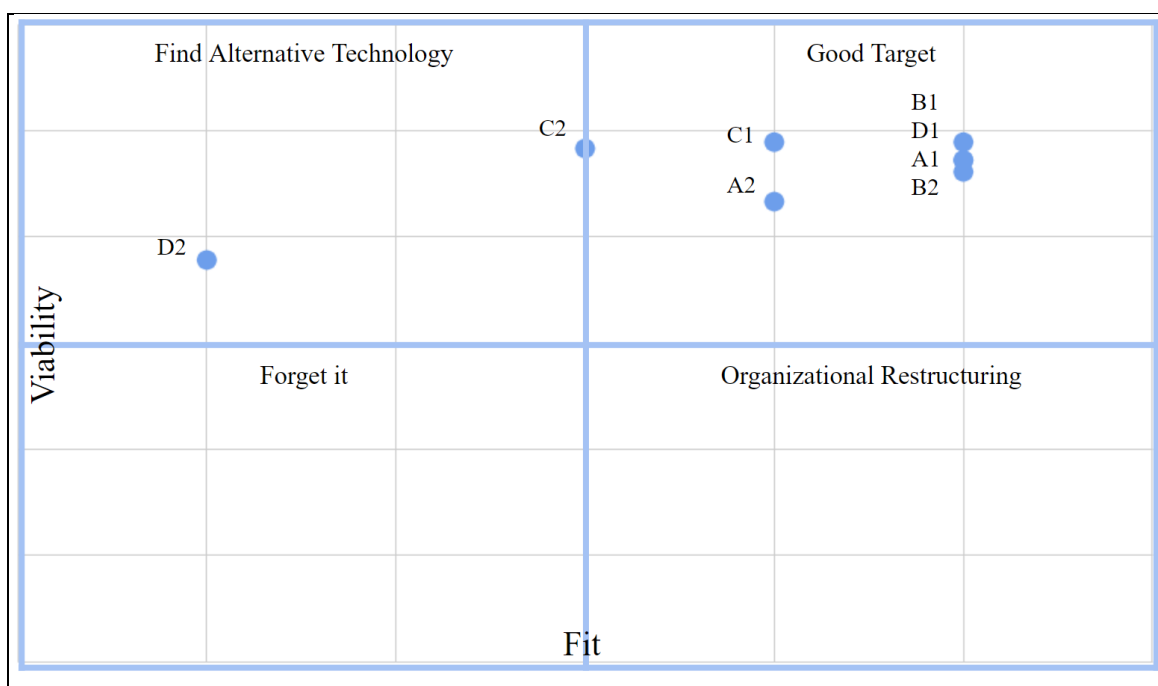 Find Alternative Technology
Good Target
B1
C2
C1
D1
A1
A2
B2
D2
Viability
Forget it
Organizational Restructuring
Fit